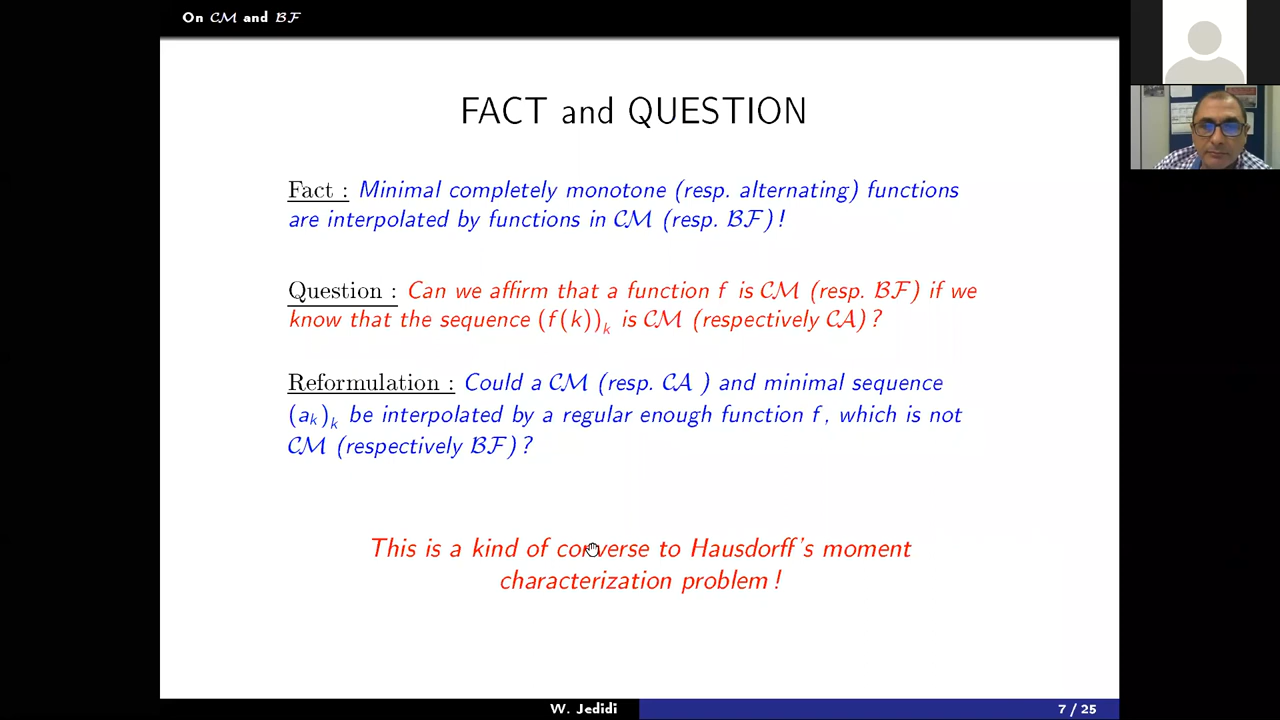 On 𝒞ℳ and ℬℱ
FACT and QUESTION
Fact : Minimal completely monotone (resp. alternating) functions
are interpolated by functions in 𝒞ℳ (resp. ℬℱ) !
Question : Can we affirm that a function f is 𝒞ℳ (resp. ℬℱ) if we
know that the sequence (f(k))ₖ is 𝒞ℳ (respectively 𝒞𝒜) ?
Reformulation : Could a 𝒞ℳ (resp. 𝒞𝒜 ) and minimal sequence
(aₖ)ₖ be interpolated by a regular enough function f, which is not
𝒞ℳ (respectively ℬℱ) ?
This is a kind of converse to Hausdorff's moment
characterization problem !
W. Jedidi
7 / 25